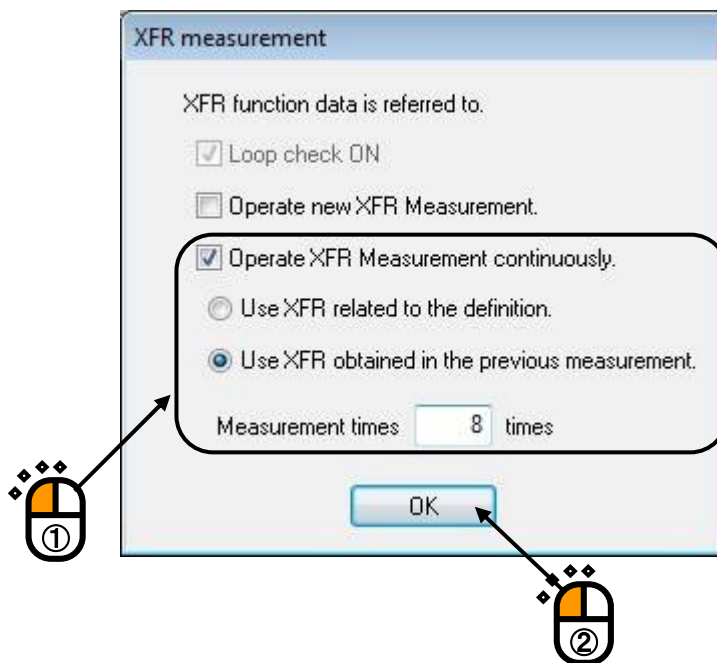 XFR measurement
XFR function data is referred to.
Loop check ON
Operate new XFR Measurement.
Operate XFR Measurement continuously.
Use XFR related to the definition.
Use XFR obtained in the previous measurement.
Measurement times 8 times
OK
①
②